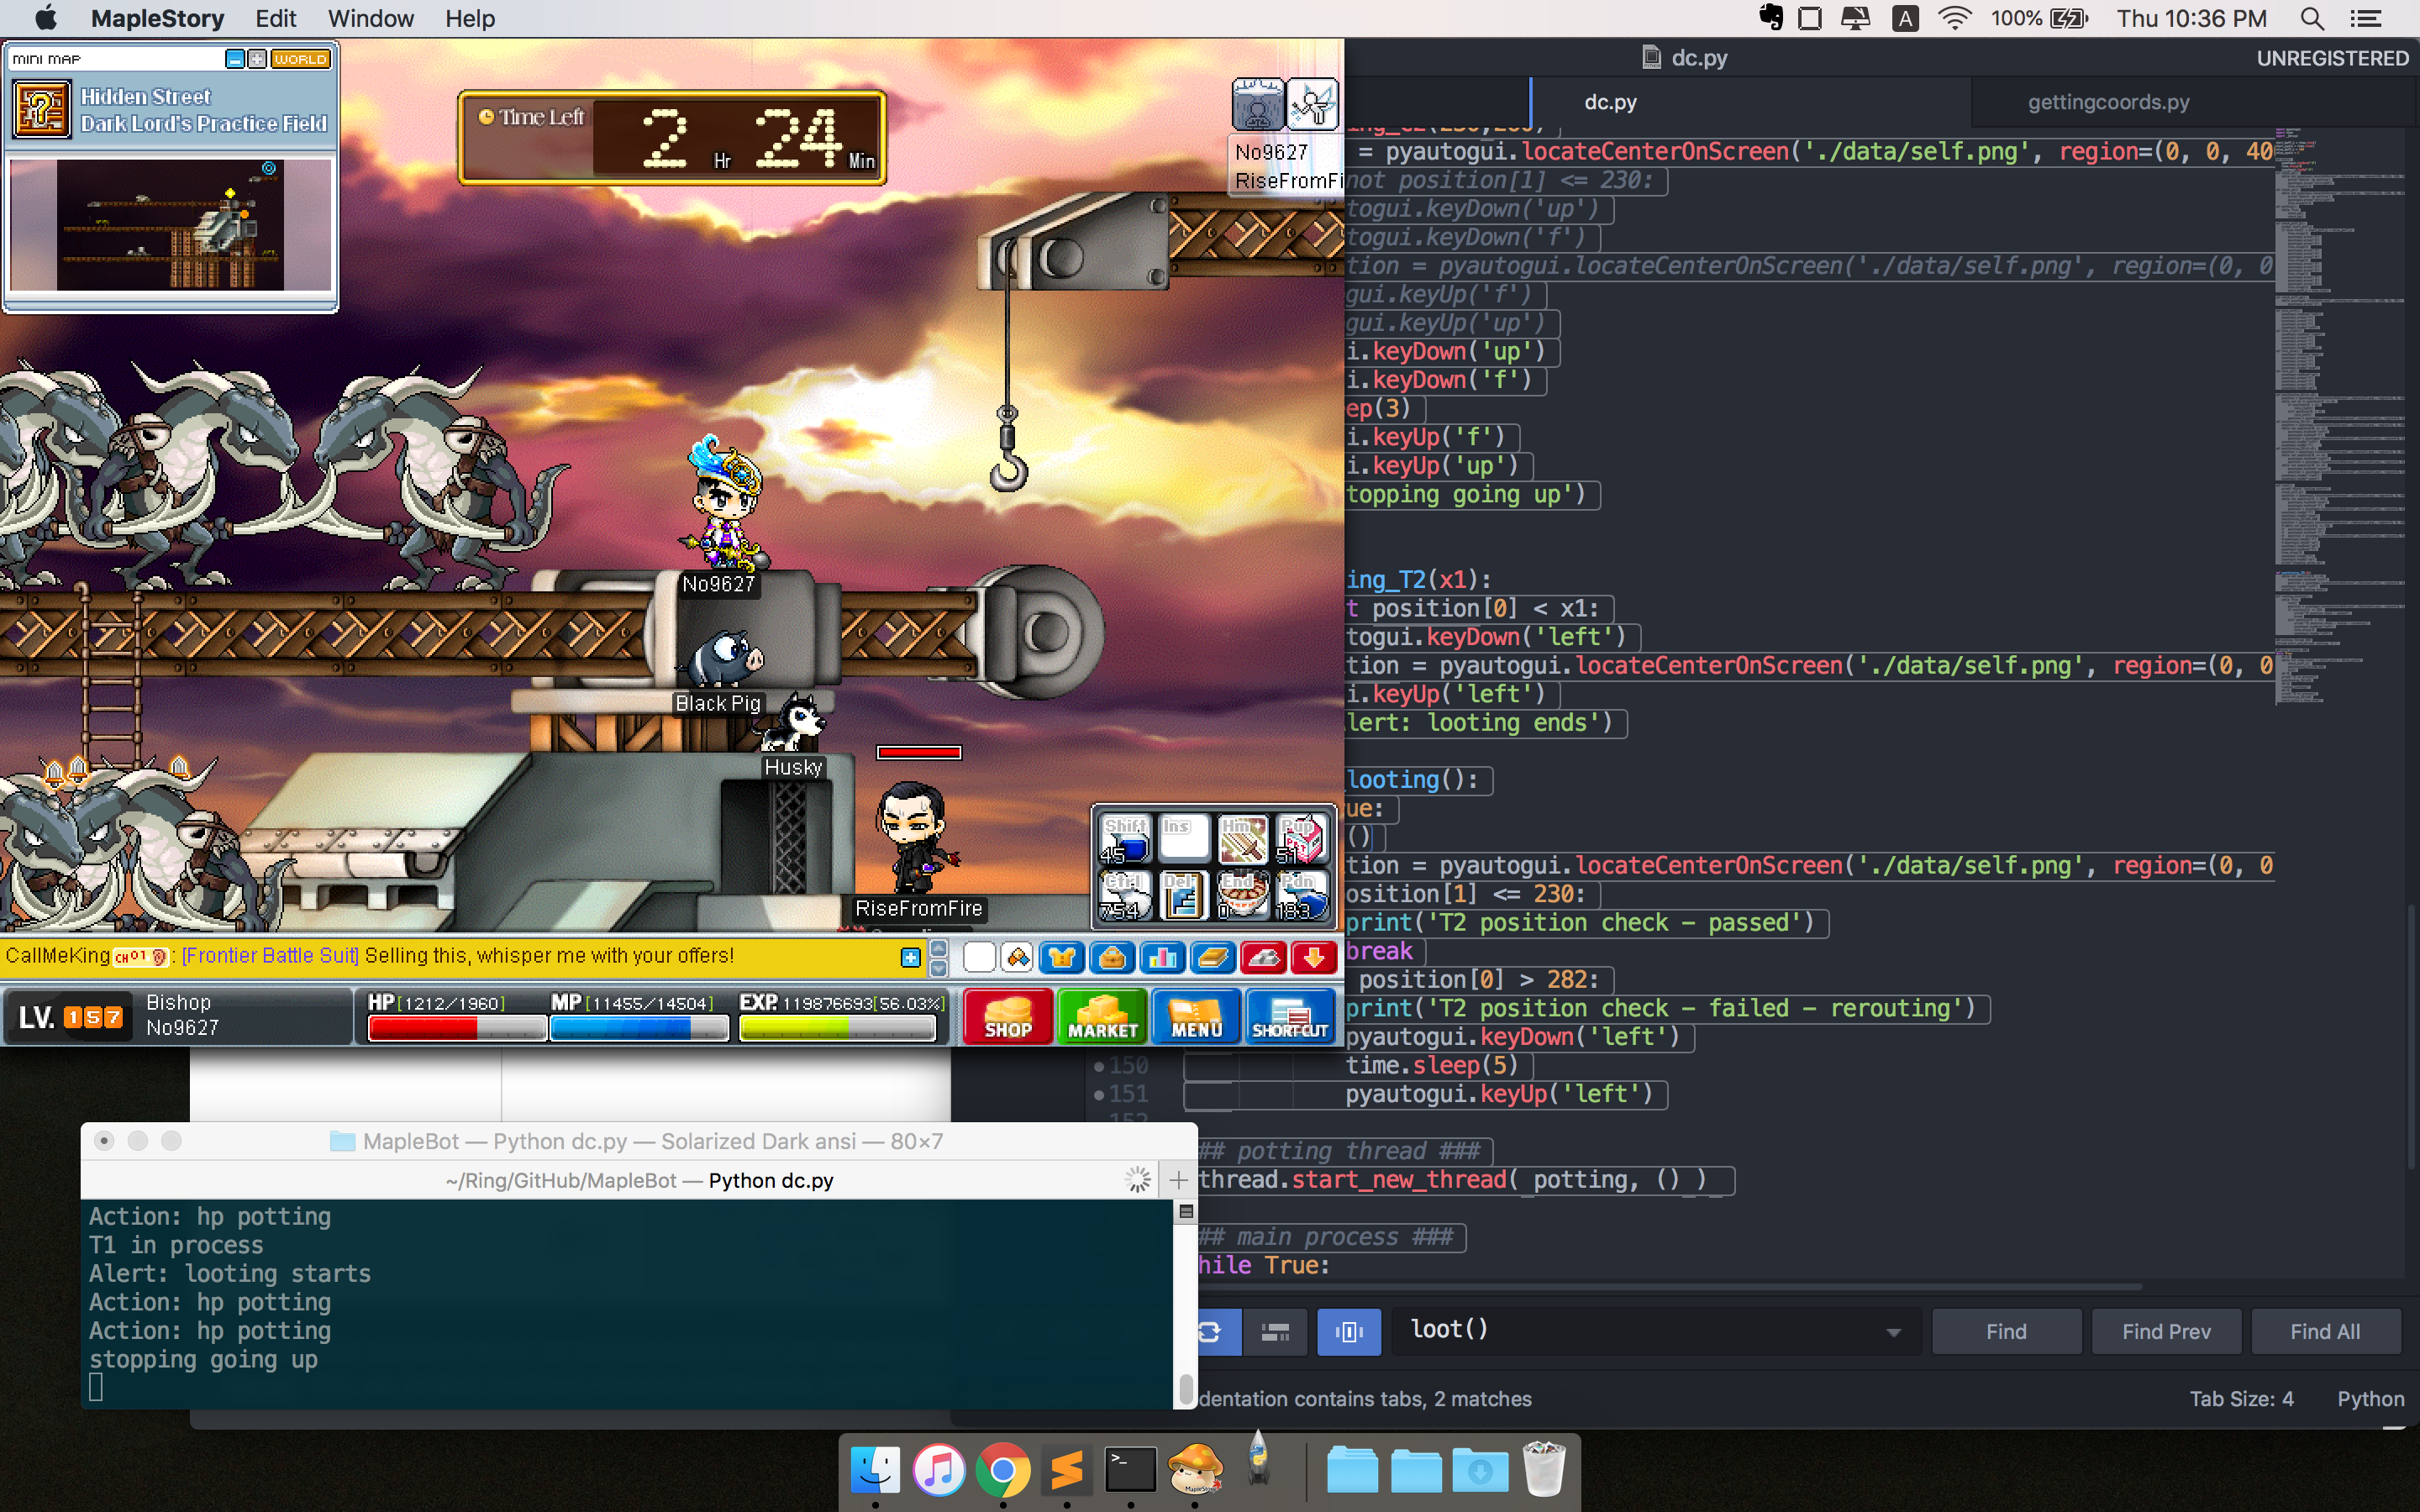 MapleStory Edit Window Help
A 100% Thu 10:36 PM
MINI MAP WORLD
Hidden Street
Dark Lord's Practice Field
Time Left 2 Hr 24 Min
No9627
RiseFromFi
No9627
Black Pig
Husky
RiseFromFire
Shift Ins Hm Pup
45 51
Ctrl Del End Pdn
754 0 183
CallMeKing CH01 : [Frontier Battle Suit] Selling this, whisper me with your offers!
LV. 157 Bishop
No9627
HP[1212/1960] MP[11455/14504] EXP. 119876693[56.03%]
SHOP MARKET MENU SHORTCUT
dc.py
UNREGISTERED
dc.py gettingcoords.py
= pyautogui.locateCenterOnScreen('./data/self.png', region=(0, 0, 40
not position[1] <= 230:
togui.keyDown('up')
togui.keyDown('f')
tion = pyautogui.locateCenterOnScreen('./data/self.png', region=(0, 0
gui.keyUp('f')
gui.keyUp('up')
i.keyDown('up')
i.keyDown('f')
ep(3)
i.keyUp('f')
i.keyUp('up')
topping going up')
ing_T2(x1):
t position[0] < x1:
togui.keyDown('left')
tion = pyautogui.locateCenterOnScreen('./data/self.png', region=(0, 0
i.keyUp('left')
lert: looting ends')
looting():
ue:
()
tion = pyautogui.locateCenterOnScreen('./data/self.png', region=(0, 0
osition[1] <= 230:
print('T2 position check - passed')
break
position[0] > 282:
print('T2 position check - failed - rerouting')
pyautogui.keyDown('left')
150 time.sleep(5)
151 pyautogui.keyUp('left')
152
## potting thread ###
thread.start_new_thread( potting, () )
## main process ###
hile True:
loot() Find Find Prev Find All
dentation contains tabs, 2 matches Tab Size: 4 Python
MapleBot — Python dc.py — Solarized Dark ansi — 80×7
~/Ring/GitHub/MapleBot — Python dc.py
Action: hp potting
T1 in process
Alert: looting starts
Action: hp potting
Action: hp potting
stopping going up